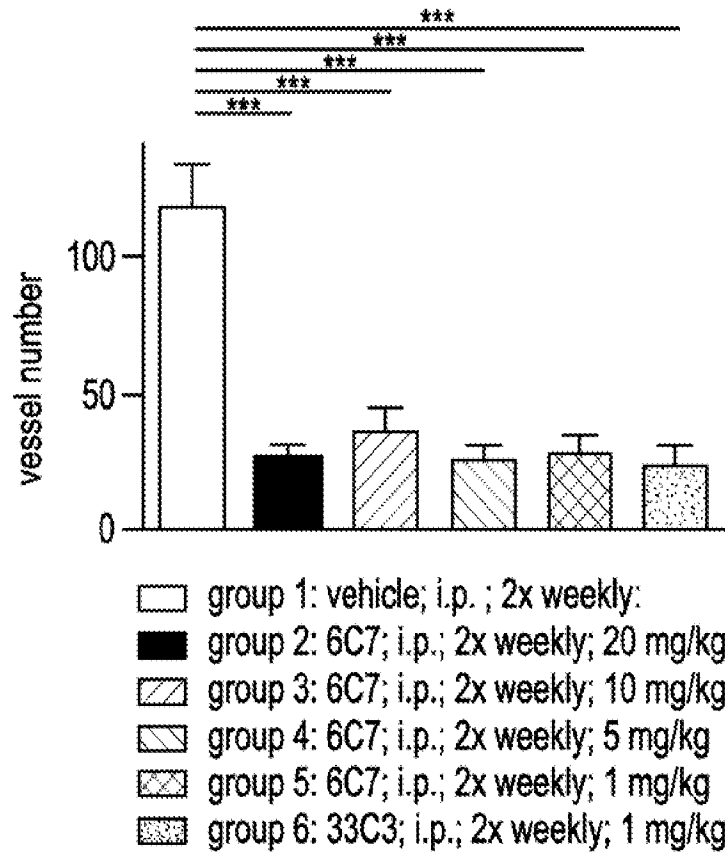 ***
***
***
***
***
vessel number
100
50
0
group 1: vehicle; i.p. ; 2x weekly:
group 2: 6C7; i.p.; 2x weekly; 20 mg/kg
group 3: 6C7; i.p.; 2x weekly; 10 mg/kg
group 4: 6C7; i.p.; 2x weekly; 5 mg/kg
group 5: 6C7; i.p.; 2x weekly; 1 mg/kg
group 6: 33C3; i.p.; 2x weekly; 1 mg/kg